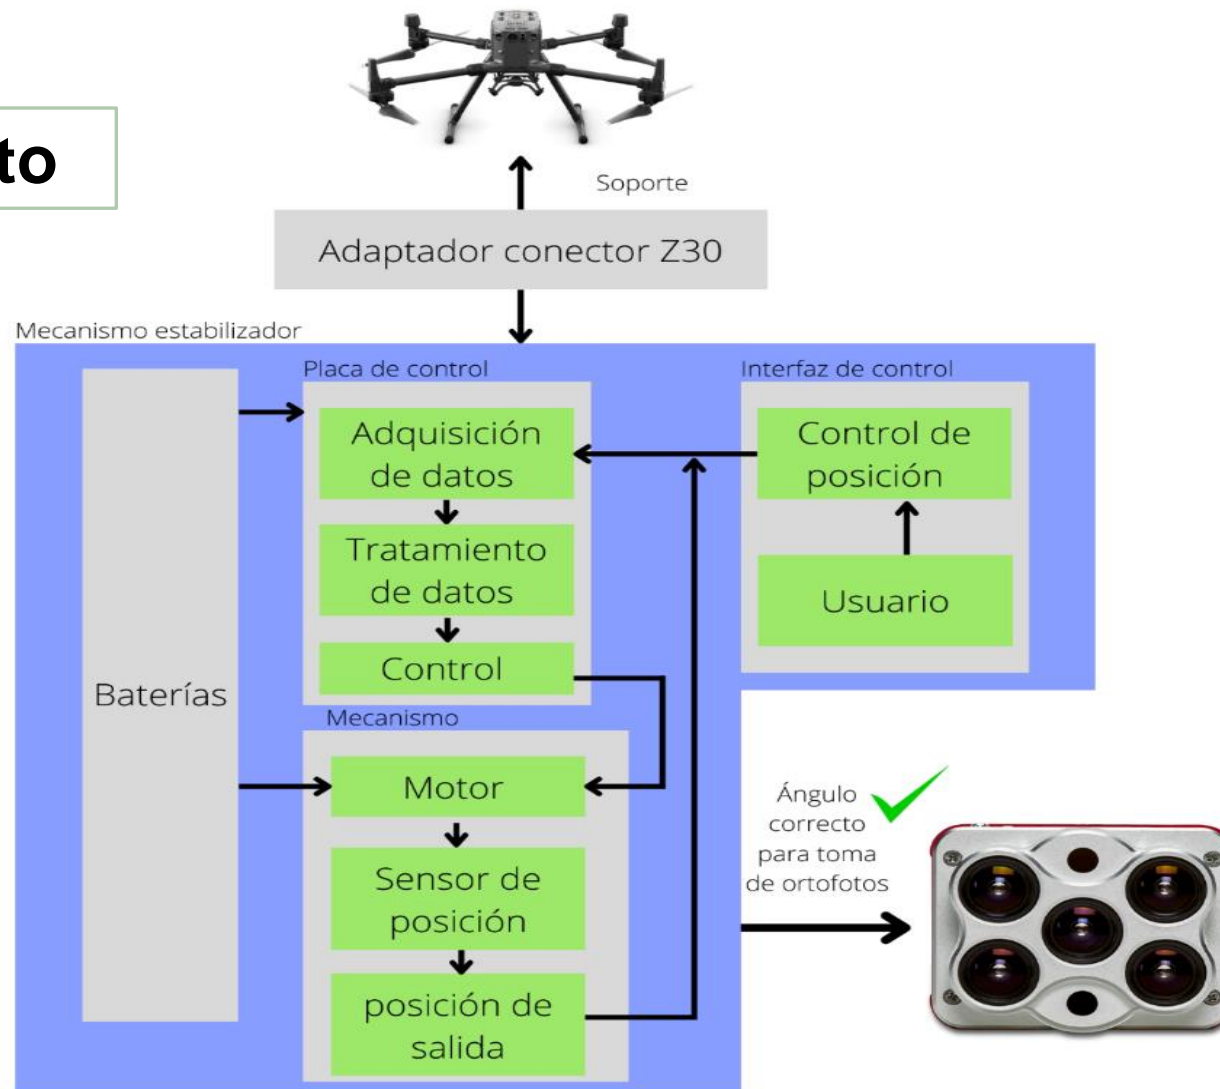 to
Soporte
Adaptador conector Z30
Mecanismo estabilizador
Placa de control
Interfaz de control
Adquisición
de datos
Control de
posición
Tratamiento
de datos
Usuario
Control
Baterías
Mecanismo
Motor
Ángulo
correcto
para toma
de ortofotos
Sensor de
posición
posición de
salida